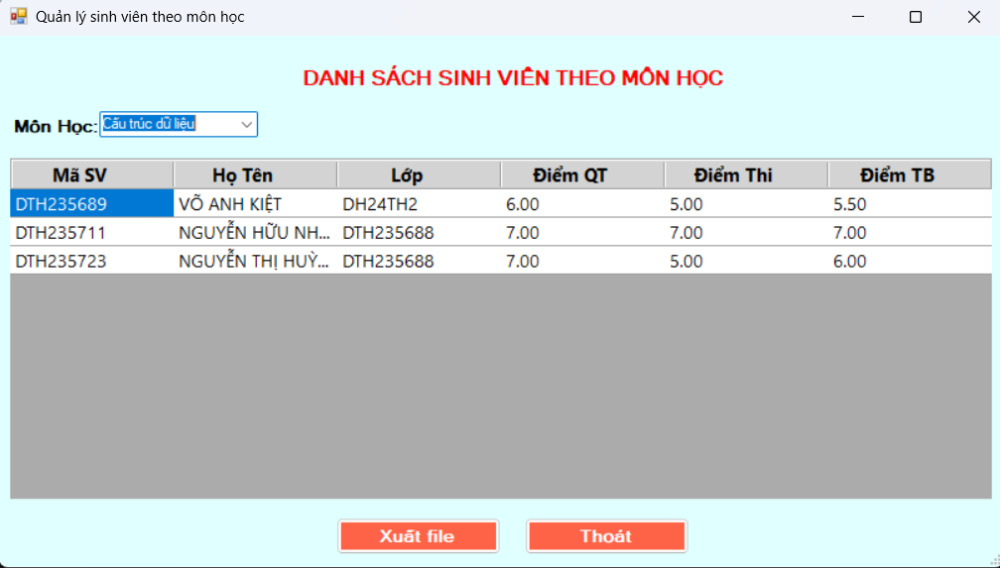 Quản lý sinh viên theo môn học
DANH SÁCH SINH VIÊN THEO MÔN HỌC
Môn Học: Cấu trúc dữ liệu
Mã SV Họ Tên Lớp Điểm QT Điểm Thi Điểm TB
DTH235689 VÕ ANH KIỆT DH24TH2 6.00 5.00 5.50
DTH235711 NGUYỄN HỮU NH... DTH235688 7.00 7.00 7.00
DTH235723 NGUYỄN THỊ HUỲ... DTH235688 7.00 5.00 6.00
Xuất file Thoát